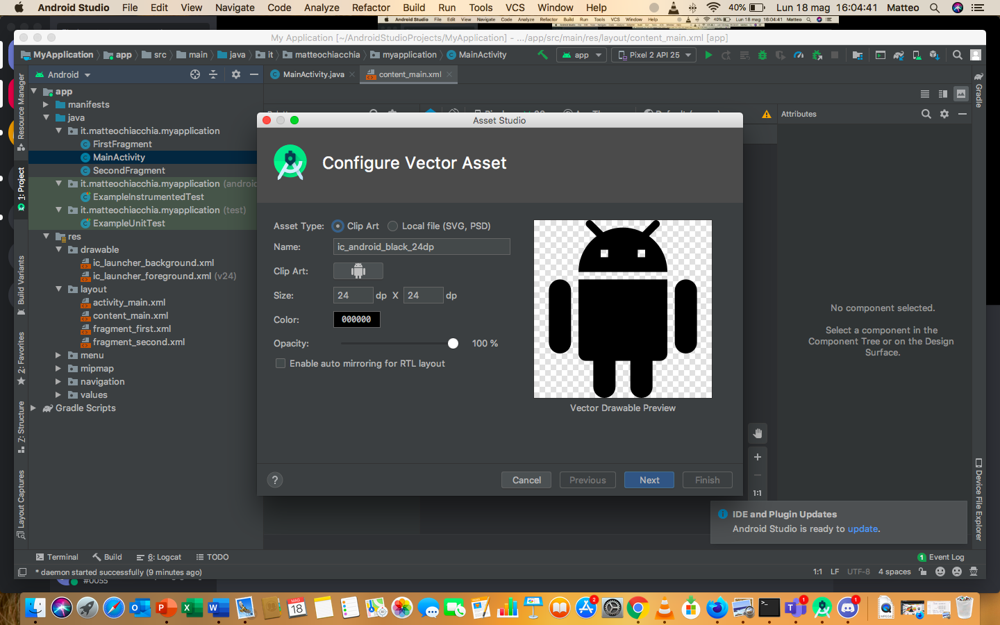 Android Studio File Edit View Navigate Code Analyze Refactor Build Run Tools VCS Window Help 40% Lun 18 mag 16:04:41 Matteo
My Application [~/AndroidStudioProjects/MyApplication] - .../app/src/main/res/layout/content_main.xml [app]
MyApplication app src main java it matteochiacchia myapplication MainActivity app Pixel 2 API 25
Android MainActivity.java content_main.xml
Resource Manager
1: Project
Build Variants
2: Favorites
7: Structure
Layout Captures
app
manifests
java
it.matteochiacchia.myapplication
FirstFragment
MainActivity
SecondFragment
it.matteochiacchia.myapplication (android
ExampleInstrumentedTest
it.matteochiacchia.myapplication (test)
ExampleUnitTest
res
drawable
ic_launcher_background.xml
ic_launcher_foreground.xml (v24)
layout
activity_main.xml
content_main.xml
fragment_first.xml
fragment_second.xml
menu
mipmap
navigation
values
Gradle Scripts
Asset Studio
Configure Vector Asset
Asset Type: Clip Art Local file (SVG, PSD)
Name: ic_android_black_24dp
Clip Art:
Size: 24 dp X 24 dp
Color: 000000
Opacity: 100 %
Enable auto mirroring for RTL layout
Vector Drawable Preview
? Cancel Previous Next Finish
Attributes
No component selected.
Select a component in the
Component Tree or on the Design
Surface.
1:1
Gradle
Device File Explorer
IDE and Plugin Updates
Android Studio is ready to update.
Terminal Build 6: Logcat TODO 1 Event Log
* daemon started successfully (9 minutes ago) 1:1 LF UTF-8 4 spaces
#0055
MAG
18
2
1
1